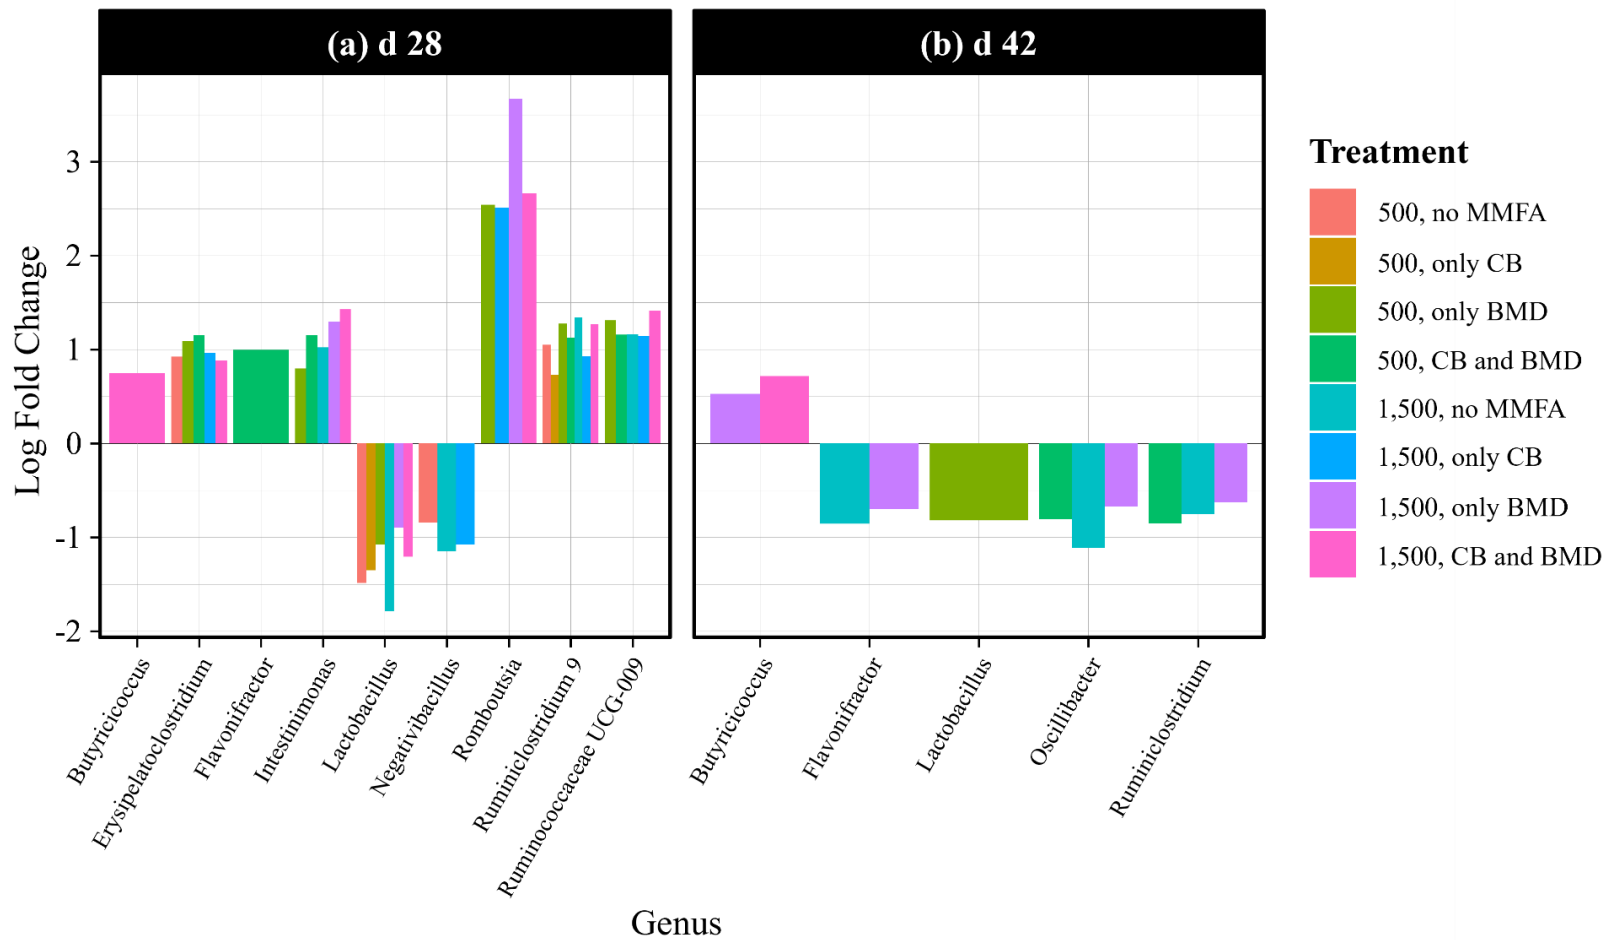 (a) d 28
(b) d 42
Log Fold Change
3
2
1
0
-1
-2
Butyricicoccus
Erysipelatoclostridium
Flavonifractor
Intestinimonas
Lactobacillus
Negativibacillus
Romboutsia
Ruminiclostridium 9
Ruminococcaceae UCG-009
Butyricicoccus
Flavonifractor
Lactobacillus
Oscillibacter
Ruminiclostridium
Genus
Treatment
500, no MMFA
500, only CB
500, only BMD
500, CB and BMD
1,500, no MMFA
1,500, only CB
1,500, only BMD
1,500, CB and BMD